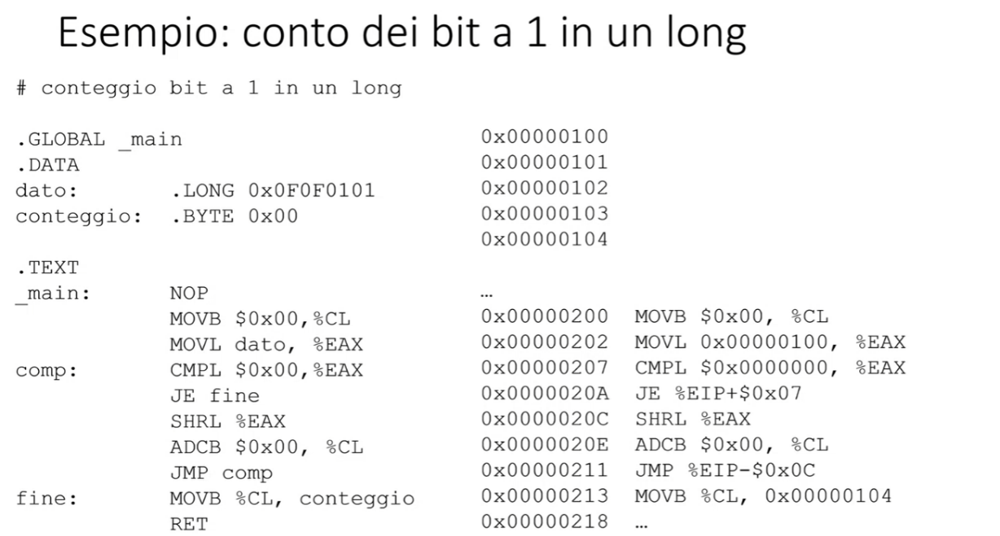 Esempio: conto dei bit a 1 in un long
# conteggio bit a 1 in un long
.GLOBAL _main
.DATA
dato: .LONG 0x0F0F0101
conteggio: .BYTE 0x00
.TEXT
_main: NOP
MOVB $0x00,%CL
MOVL dato, %EAX
comp: CMPL $0x00,%EAX
JE fine
SHRL %EAX
ADCB $0x00, %CL
JMP comp
fine: MOVB %CL, conteggio
RET
0x00000100
0x00000101
0x00000102
0x00000103
0x00000104
…
0x00000200 MOVB $0x00, %CL
0x00000202 MOVL 0x00000100, %EAX
0x00000207 CMPL $0x0000000, %EAX
0x0000020A JE %EIP+$0x07
0x0000020C SHRL %EAX
0x0000020E ADCB $0x00, %CL
0x00000211 JMP %EIP-$0x0C
0x00000213 MOVB %CL, 0x00000104
0x00000218 …